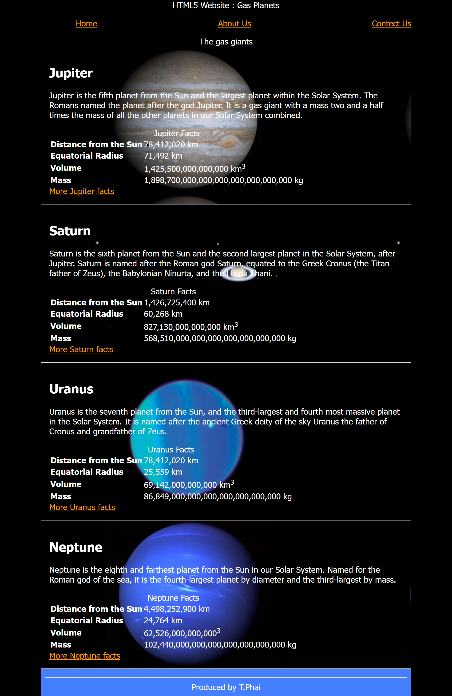 HTML5 Website : Gas Planets
Home About Us Contect Us
The gas giants
Jupiter
Jupiter is the fifth planet from the Sun and the largest planet within the Solar System. The
Romans named the planet after the god Jupiter. It is a gas giant with a mass two and a half
times the mass of all the other planets in our Solar System combined.
Jupiter Facts
Distance from the Sun 78,412,020 km
Equatorial Radius 71,492 km
Volume 1,425,500,000,000,000 km³
Mass 1,898,700,000,000,000,000,000,000,000 kg
More Jupiter facts
Saturn
Saturn is the sixth planet from the Sun and the second largest planet in the Solar System, after
Jupiter. Saturn is named after the Roman god Saturn, equated to the Greek Cronus (the Titan
father of Zeus), the Babylonian Ninurta, and the Hindu Shani.
Saturn Facts
Distance from the Sun 1,426,725,400 km
Equatorial Radius 60,268 km
Volume 827,130,000,000,000 km³
Mass 568,510,000,000,000,000,000,000,000 kg
More Saturn facts
Uranus
Uranus is the seventh planet from the Sun, and the third-largest and fourth most massive planet
in the Solar System. It is named after the ancient Greek deity of the sky Uranus the father of
Cronus and grandfather of Zeus.
Uranus Facts
Distance from the Sun 78,412,020 km
Equatorial Radius 25,559 km
Volume 69,142,000,000,000 km³
Mass 86,849,000,000,000,000,000,000,000 kg
More Uranus facts
Neptune
Neptune is the eighth and farthest planet from the Sun in our Solar System. Named for the
Roman god of the sea, it is the fourth-largest planet by diameter and the third-largest by mass.
Neptune Facts
Distance from the Sun 4,498,252,900 km
Equatorial Radius 24,764 km
Volume 62,526,000,000,000³
Mass 102,440,000,000,000,000,000,000,000 kg
More Neptune facts
Produced by T.Phai